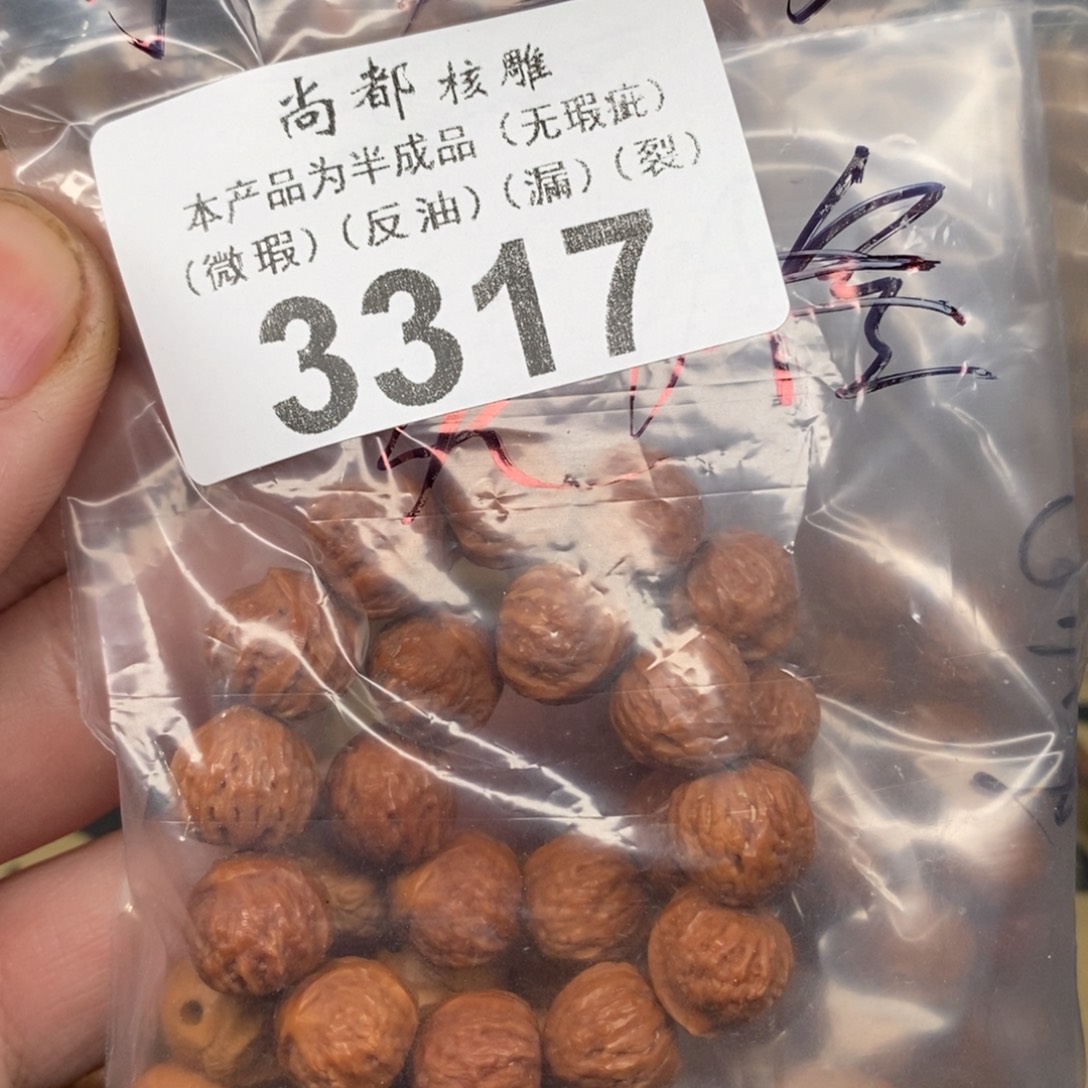 尚都核雕
本产品为半成品（无瑕疵）
（微瑕）（反油）（漏）（裂）
3317